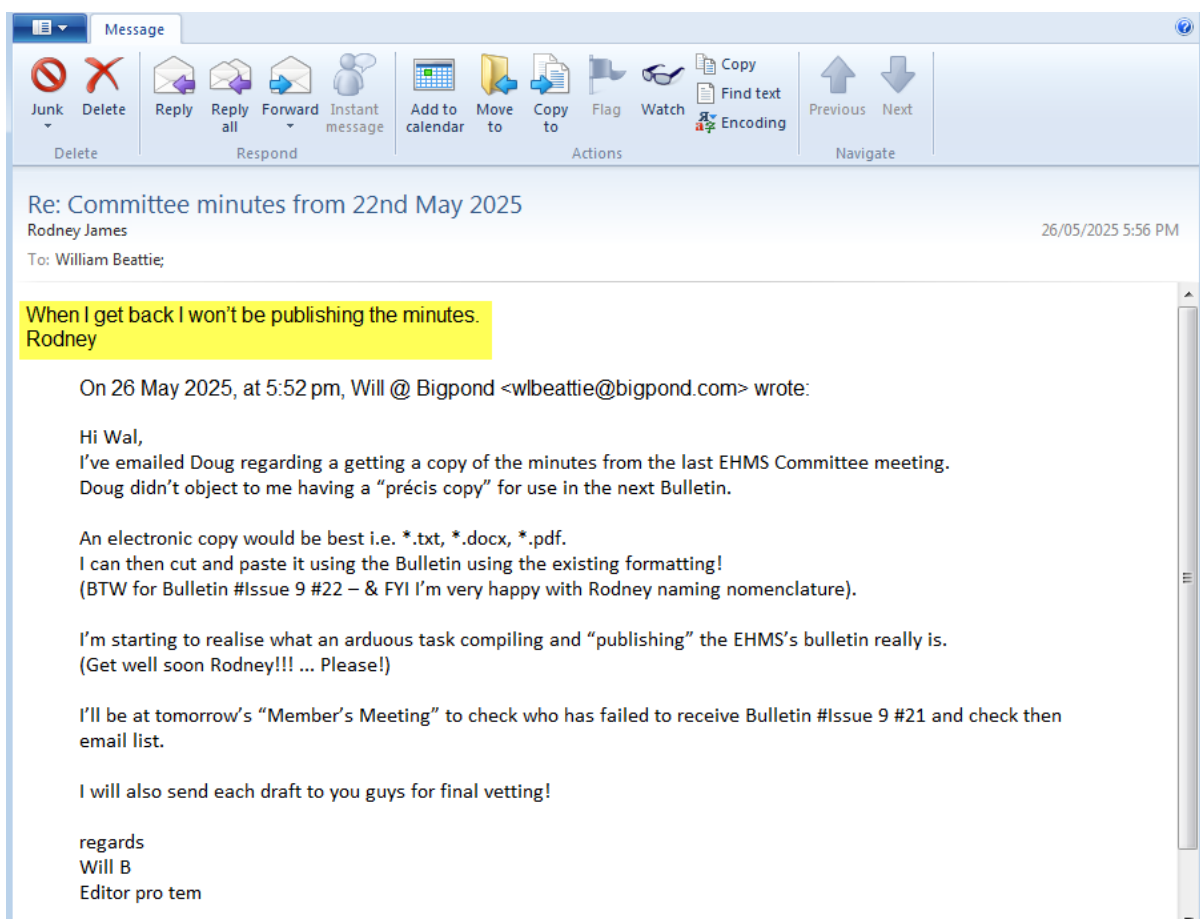 Message
Junk
Delete
Reply
Reply all
Forward
Instant message
Add to calendar
Move to
Copy to
Flag
Watch
Copy
Find text
Encoding
Previous
Next
Delete
Respond
Actions
Navigate
Re: Committee minutes from 22nd May 2025
Rodney James
26/05/2025 5:56 PM
To: William Beattie;
When I get back I won't be publishing the minutes.
Rodney
On 26 May 2025, at 5:52 pm, Will @ Bigpond <wlbeattie@bigpond.com> wrote:
Hi Wal,
I've emailed Doug regarding a getting a copy of the minutes from the last EHMS Committee meeting.
Doug didn't object to me having a “précis copy” for use in the next Bulletin.
An electronic copy would be best i.e. *.txt, *.docx, *.pdf.
I can then cut and paste it using the Bulletin using the existing formatting!
(BTW for Bulletin #Issue 9 #22 – & FYI I'm very happy with Rodney naming nomenclature).
I'm starting to realise what an arduous task compiling and “publishing” the EHMS's bulletin really is.
(Get well soon Rodney!!! ... Please!)
I'll be at tomorrow's “Member's Meeting” to check who has failed to receive Bulletin #Issue 9 #21 and check then
email list.
I will also send each draft to you guys for final vetting!
regards
Will B
Editor pro tem